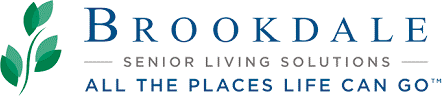 BROOKDALE
SENIOR LIVING SOLUTIONS
ALL THE PLACES LIFE CAN GO™